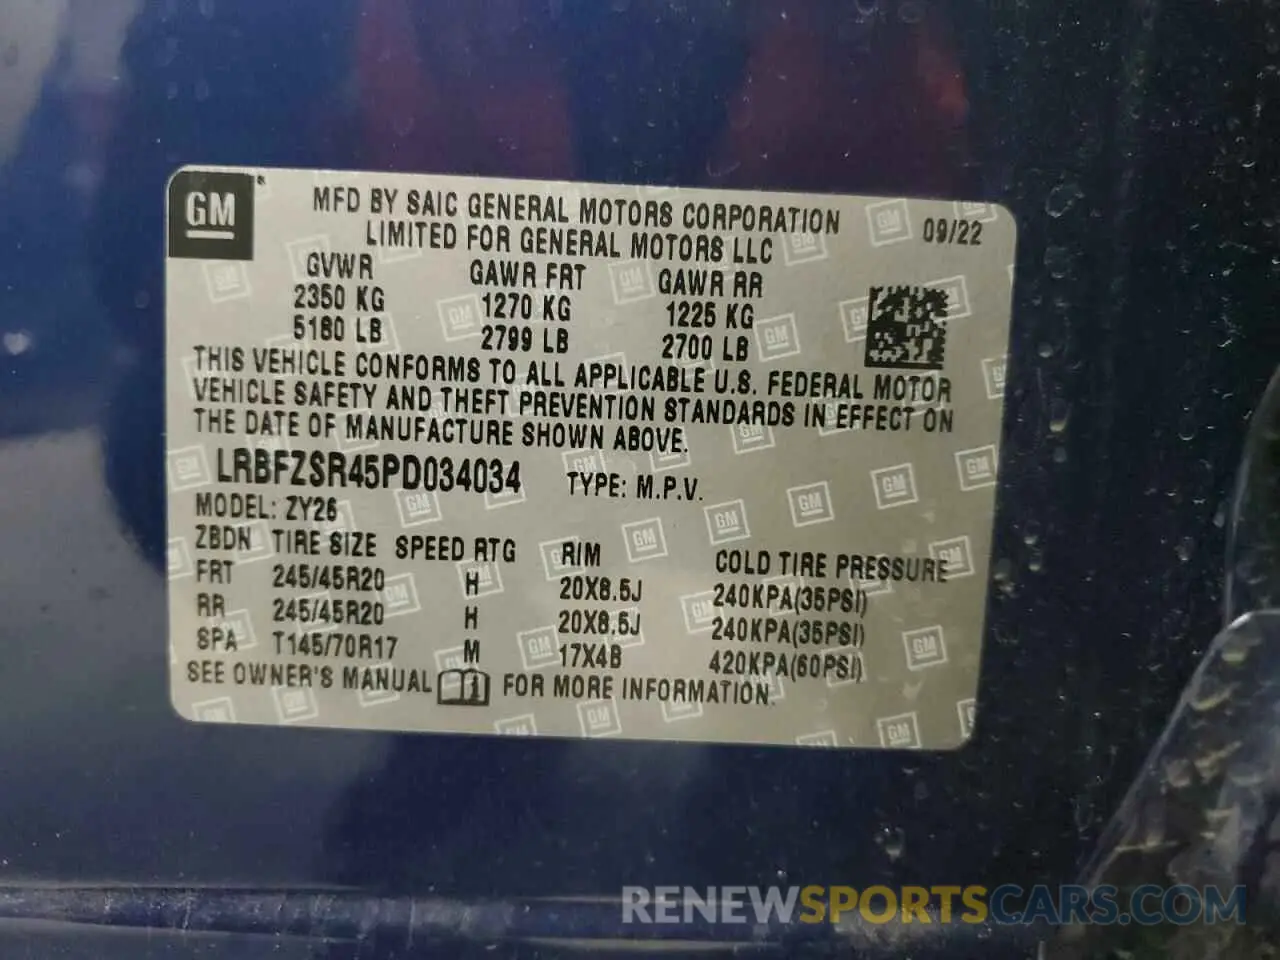 GM
MFD BY SAIC GENERAL MOTORS CORPORATION
LIMITED FOR GENERAL MOTORS LLC
09/22
GVWR GAWR FRT GAWR RR
2350 KG 1270 KG 1225 KG
5180 LB 2799 LB 2700 LB
THIS VEHICLE CONFORMS TO ALL APPLICABLE U.S. FEDERAL MOTOR
VEHICLE SAFETY AND THEFT PREVENTION STANDARDS IN EFFECT ON
THE DATE OF MANUFACTURE SHOWN ABOVE.
LRBFZSR45PD034034 TYPE: M.P.V.
MODEL: ZY26
ZBDN TIRE SIZE SPEED RTG RIM COLD TIRE PRESSURE
FRT 245/45R20 H 20X8.5J 240KPA(35PSI)
RR 245/45R20 H 20X8.5J 240KPA(35PSI)
SPA T145/70R17 M 17X4B 420KPA(60PSI)
SEE OWNER'S MANUAL FOR MORE INFORMATION.
RENEWSPORTSCARS.COM